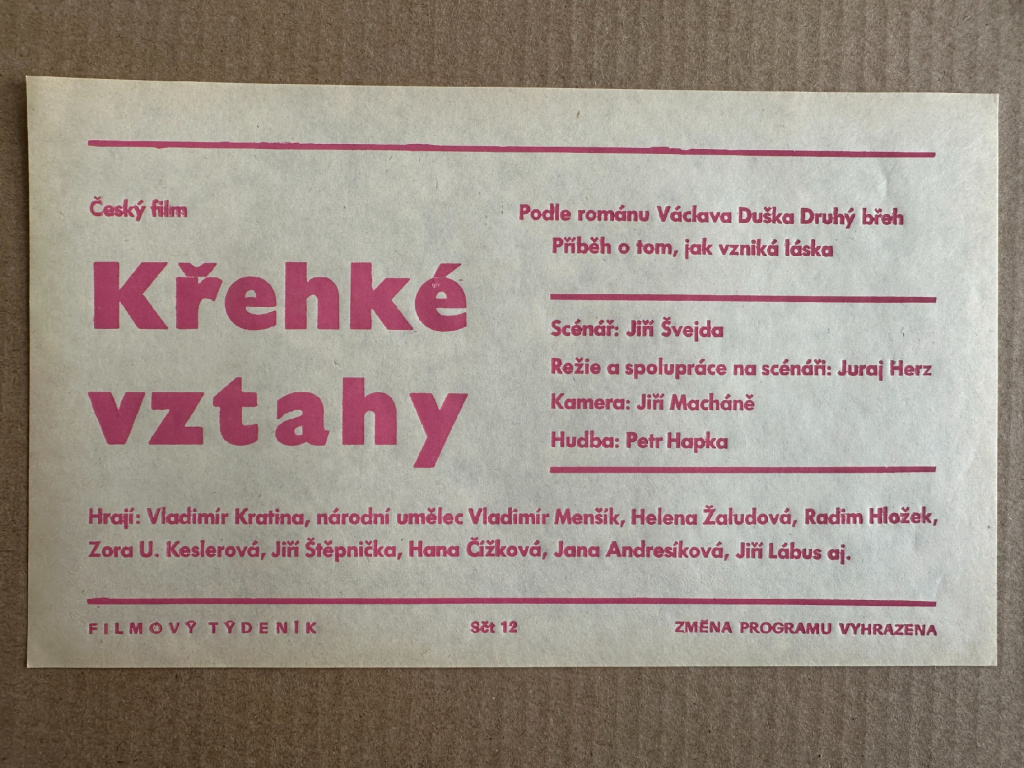 Český film
Křehké
vztahy
Podle románu Václava Duška Druhý břeh
Příběh o tom, jak vzniká láska
Scénář: Jiří Švejda
Režie a spolupráce na scénáři: Juraj Herz
Kamera: Jiří Macháně
Hudba: Petr Hapka
Hrají: Vladimír Kratina, národní umělec Vladimír Menšík, Helena Žaludová, Radim Hložek,
Zora U. Keslerová, Jiří Štěpnička, Hana Čížková, Jana Andresíková, Jiří Lábus aj.
FILMOVÝ TÝDENÍK
Sčt 12
ZMĚNA PROGRAMU VYHRAZENA